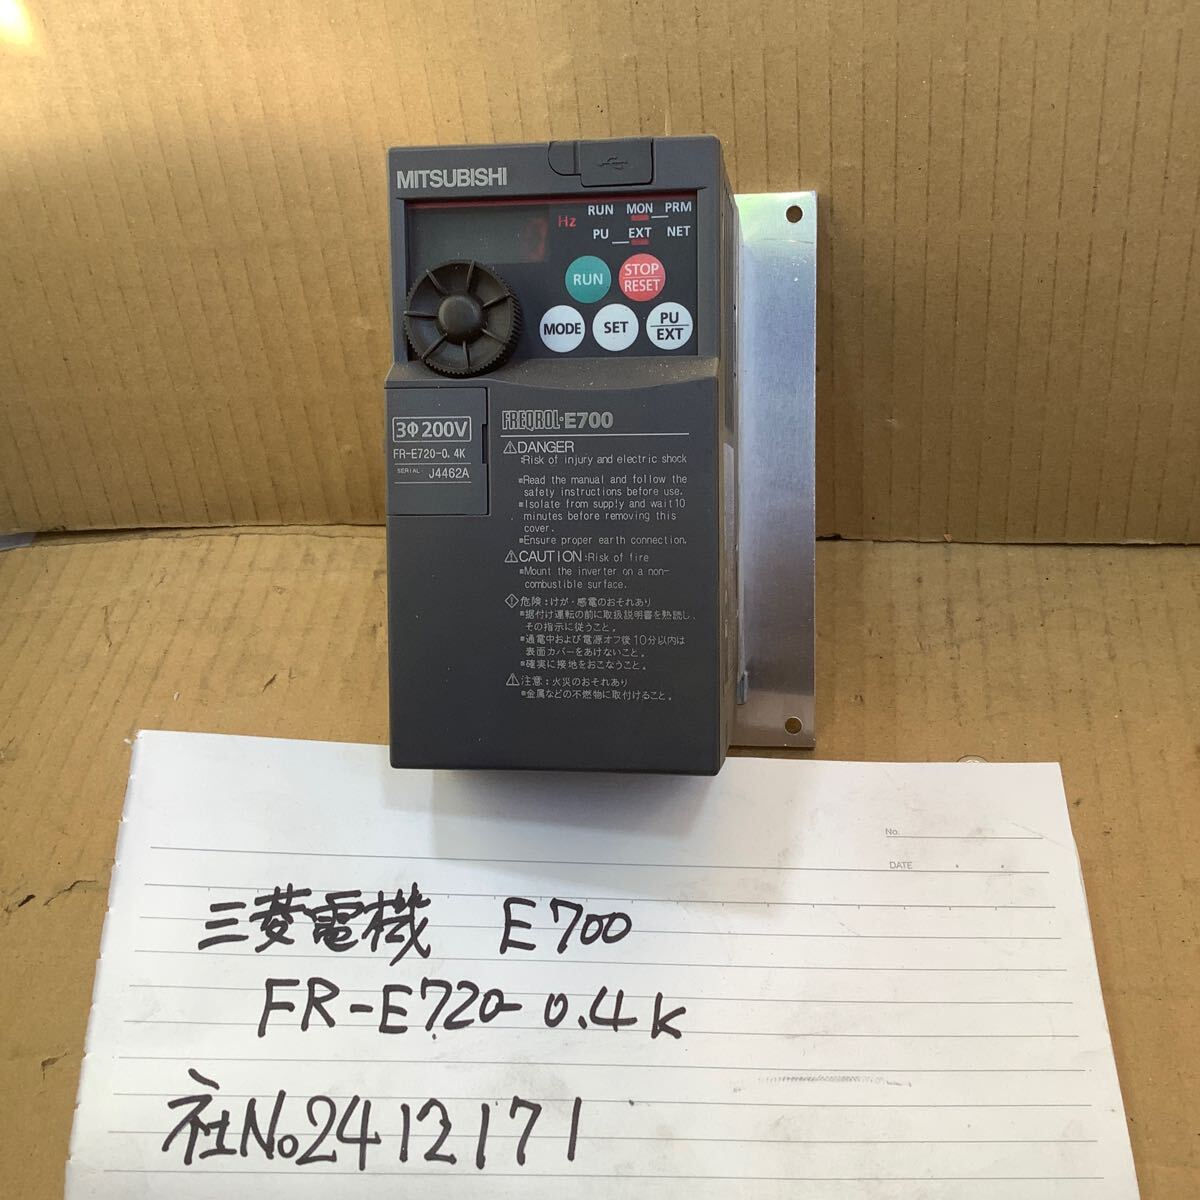 MITSUBISHI
Hz
RUN MON PRM
PU EXT NET
RUN
STOP
RESET
MODE
SET
PU
EXT
3Φ200V
FR-E720-0.4K
SERIAL J4462A
FREQROL-E700
⚠DANGER
:Risk of injury and electric shock
■Read the manual and follow the
safety instructions before use.
■Isolate from supply and wait10
minutes before removing this
cover.
■Ensure proper earth connection.
⚠CAUTION:Risk of fire
■Mount the inverter on a non-
combustible surface.
危険:けが・感電のおそれあり
■据付け運転の前に取扱説明書を熟読し、
その指示に従うこと。
■通電中および電源オフ後10分以内は
表面カバーをあけないこと。
■確実に接地をおこなうこと。
⚠注意:火災のおそれあり
■金属などの不燃物に取付けること。
No.
DATE
三菱電機 E700
FR-E720-0.4K
社No2412171